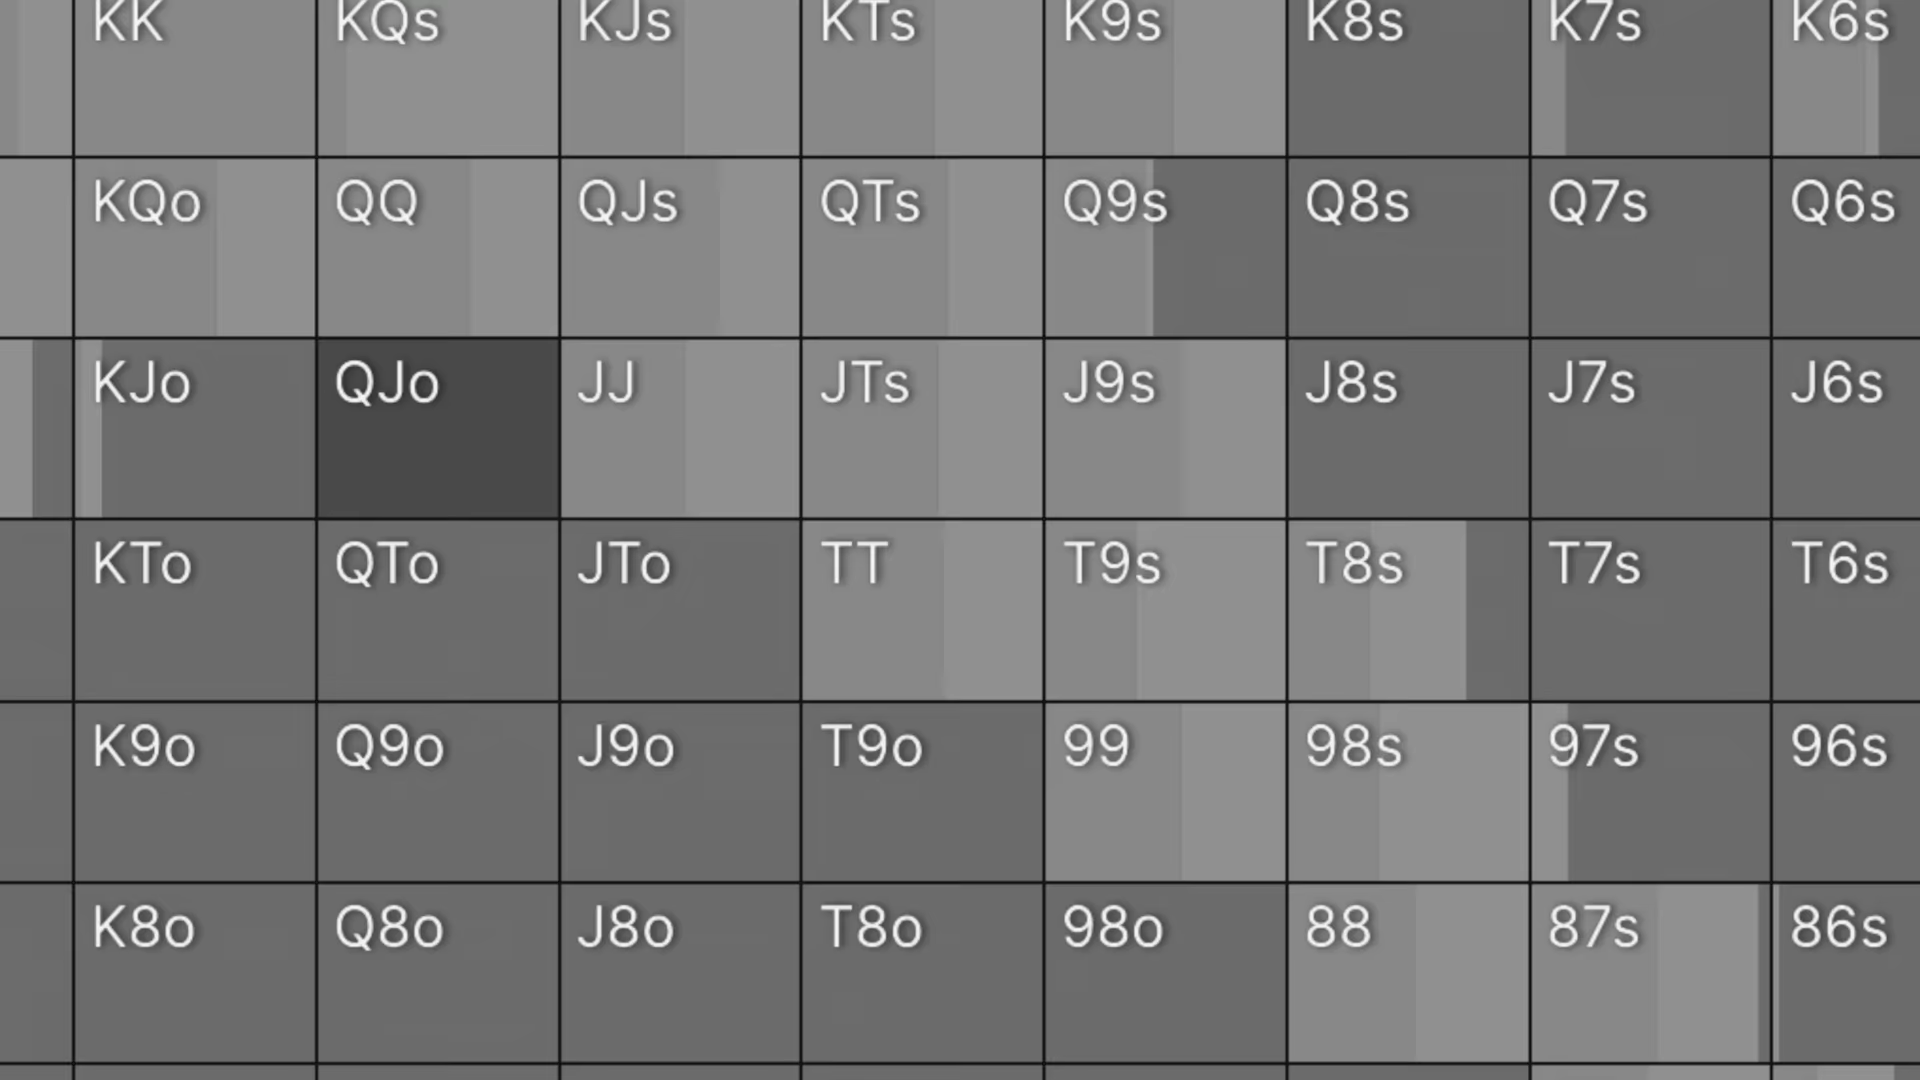 KK KQs KJs KTs K9s K8s K7s K6s
KQo QQ QJs QTs Q9s Q8s Q7s Q6s
KJo QJo JJ JTs J9s J8s J7s J6s
KTo QTo JTo TT T9s T8s T7s T6s
K9o Q9o J9o T9o 99 98s 97s 96s
K8o Q8o J8o T8o 98o 88 87s 86s